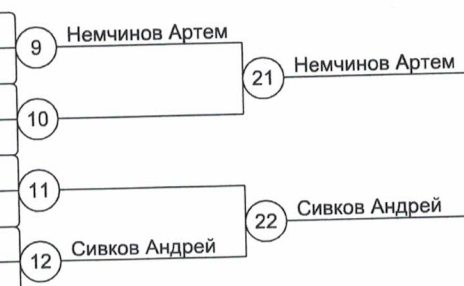 9 Немчинов Артем
21 Немчинов Артем
10
11
22 Сивков Андрей
12 Сивков Андрей